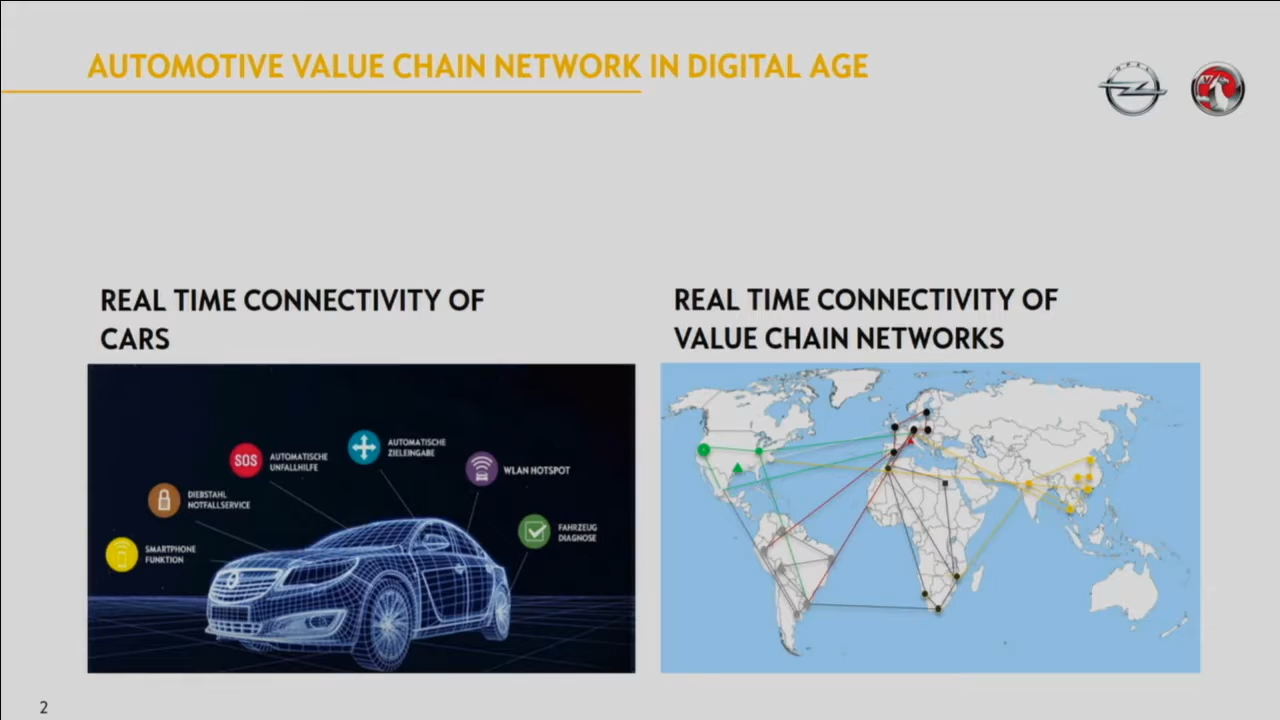 AUTOMOTIVE VALUE CHAIN NETWORK IN DIGITAL AGE
OPEL
REAL TIME CONNECTIVITY OF
CARS
REAL TIME CONNECTIVITY OF
VALUE CHAIN NETWORKS
SOS
AUTOMATISCHE
UNFALLHILFE
AUTOMATISCHE
ZIELEINGABE
WLAN HOTSPOT
DIEBSTAHL
NOTFALLSERVICE
FAHRZEUG
DIAGNOSE
SMARTPHONE
FUNKTION
2